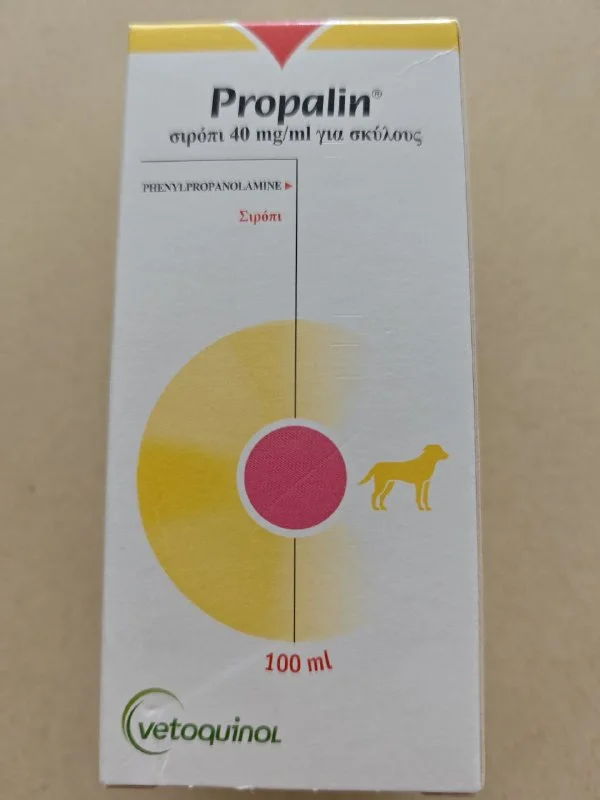 Propalin®
σιρόπι 40 mg/ml για σκύλους
PHENYLPROPANOLAMINE
Σιρόπι
100 ml
vetoquinol